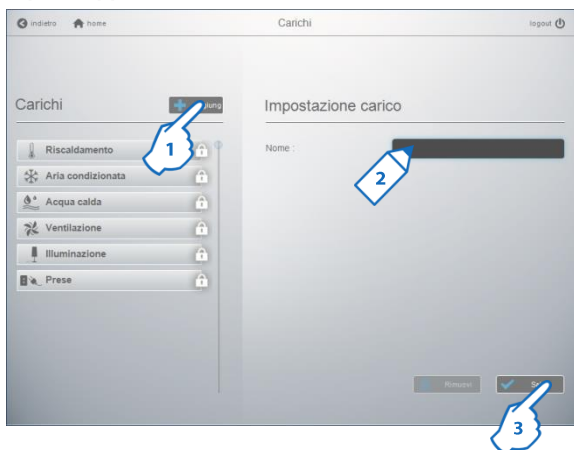 indietro home Carichi logout
Carichi
Impostazione carico
Riscaldamento
Aria condizionata
Acqua calda
Ventilazione
Illuminazione
Prese
Nome :
Rimuovi
1
2
3